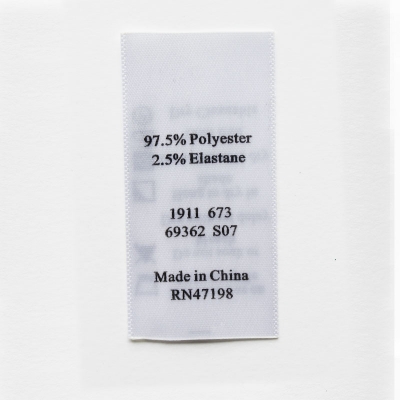 97.5% Polyester
2.5% Elastane
1911 673
69362 S07
Made in China
RN47198